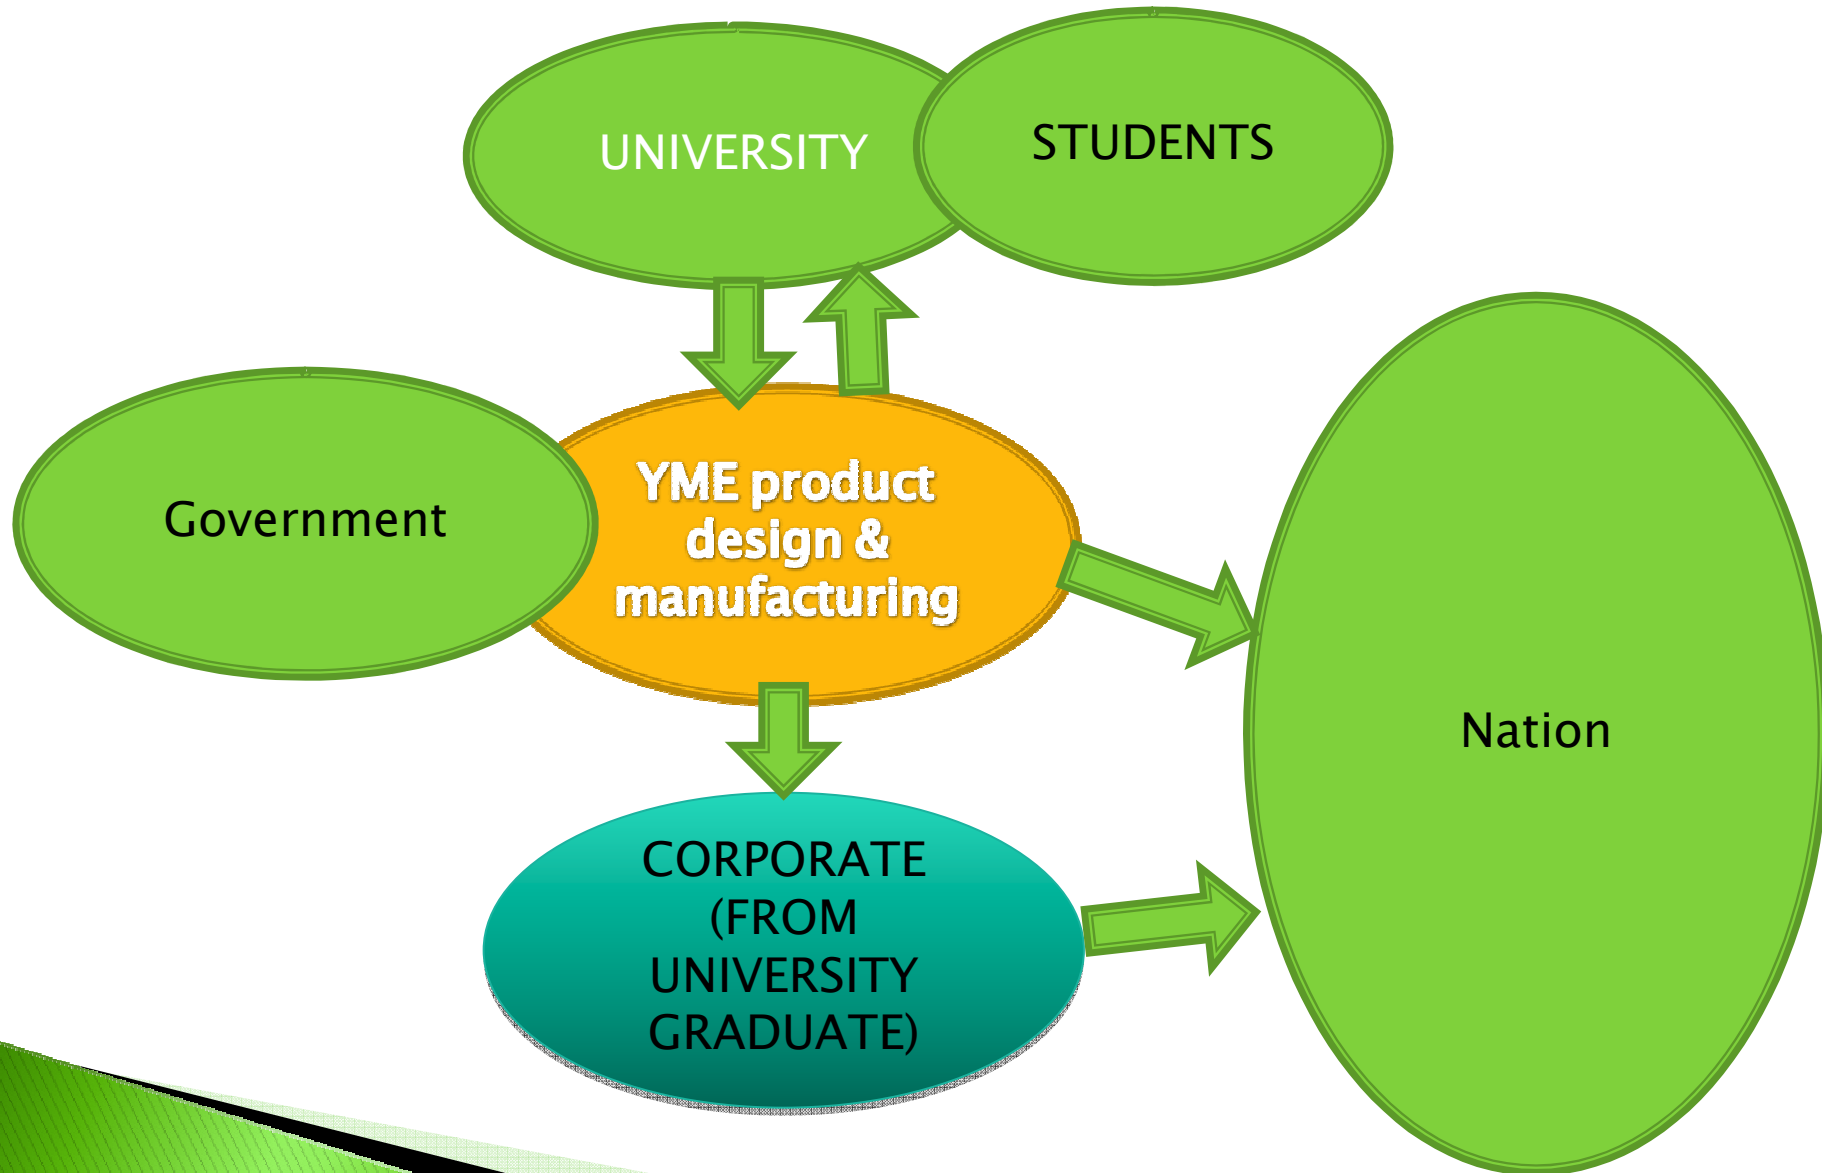 UNIVERSITY
STUDENTS
Government
YME product
design &
manufacturing
Nation
CORPORATE
(FROM
UNIVERSITY
GRADUATE)